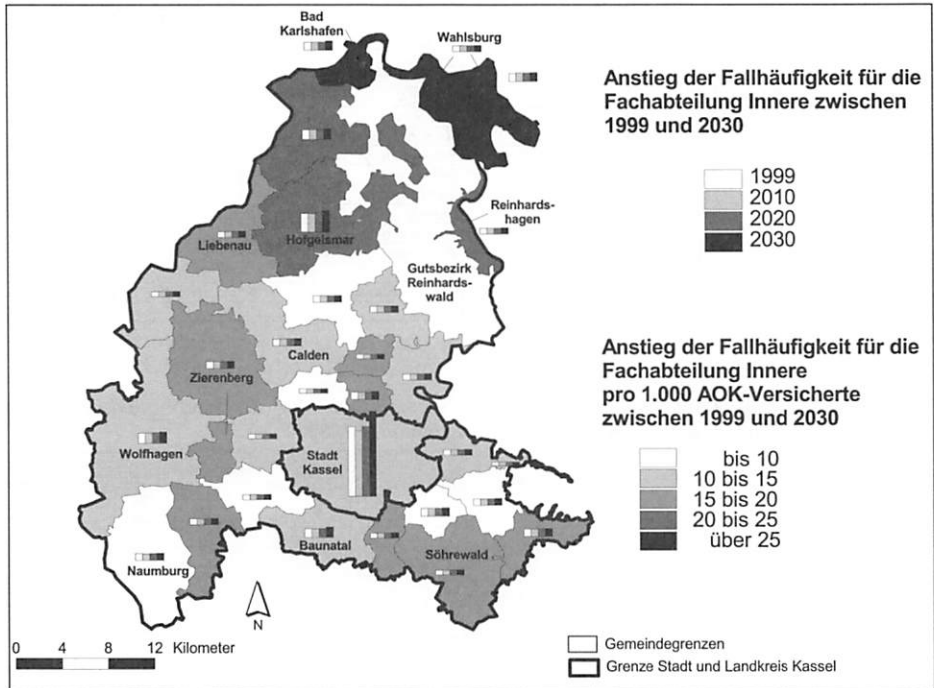 Bad
Karlshafen
Wahlsburg
Anstieg der Fallhäufigkeit für die
Fachabteilung Innere zwischen
1999 und 2030
1999
2010
2020
2030
Reinhards-
hagen
Liebenau
Hofgeismar
Gutsbezirk
Reinhards-
wald
Calden
Zierenberg
Anstieg der Fallhäufigkeit für die
Fachabteilung Innere
pro 1.000 AOK-Versicherte
zwischen 1999 und 2030
bis 10
10 bis 15
15 bis 20
20 bis 25
über 25
Wolfhagen
Stadt
Kassel
Baunatal
Söhrewald
Naumburg
N
0 4 8 12 Kilometer
Gemeindegrenzen
Grenze Stadt und Landkreis Kassel